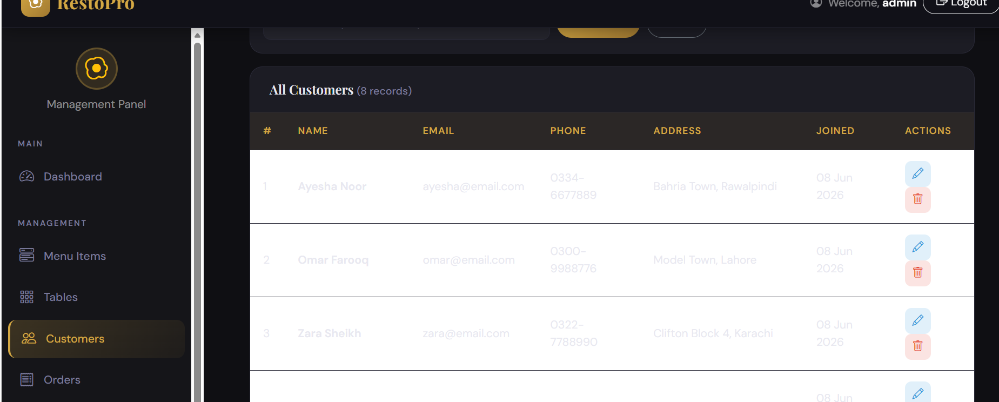 RestoPro
Welcome, admin
Logout
Management Panel
MAIN
Dashboard
MANAGEMENT
Menu Items
Tables
Customers
Orders
All Customers (8 records)
# NAME EMAIL PHONE ADDRESS JOINED ACTIONS
1 Ayesha Noor ayesha@email.com 0334-6677889 Bahria Town, Rawalpindi 08 Jun 2026
2 Omar Farooq omar@email.com 0300-9988776 Model Town, Lahore 08 Jun 2026
3 Zara Sheikh zara@email.com 0322-7788990 Clifton Block 4, Karachi 08 Jun 2026
08 Jun